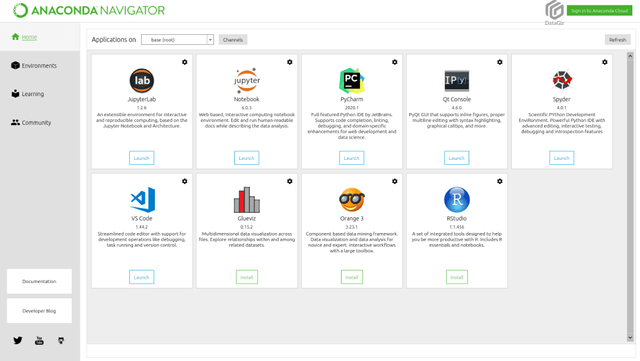 ANACONDA NAVIGATOR
DataGiz
Sign in to Anaconda Cloud
Home
Environments
Learning
Community
Applications on
base (root)
Channels
Refresh
lab
JupyterLab
1.2.6
An extensible environment for interactive
and reproducible computing, based on the
Jupyter Notebook and Architecture.
Launch
jupyter
Notebook
6.0.3
Web-based, interactive computing notebook
environment. Edit and run human-readable
docs while describing the data analysis.
Launch
PC
PyCharm
2020.1
Full-featured Python IDE by JetBrains.
Supports code completion, linting,
debugging, and domain-specific
enhancements for web development and
data science.
Launch
IP[y]
Qt Console
4.6.0
PyQt GUI that supports inline figures, proper
multiline editing with syntax highlighting,
graphical calltips, and more.
Launch
Spyder
4.0.1
Scientific PYthon Development
EnviRonment. Powerful Python IDE with
advanced editing, interactive testing,
debugging and introspection features
Launch
VS Code
1.44.2
Streamlined code editor with support for
development operations like debugging,
task running and version control.
Launch
Glueviz
0.15.2
Multidimensional data visualization across
files. Explore relationships within and among
related datasets.
Install
Orange 3
3.23.1
Component based data mining framework.
Data visualization and data analysis for
novice and expert. Interactive workflows
with a large toolbox.
Install
R
RStudio
1.1.456
A set of integrated tools designed to help
you be more productive with R. Includes R
essentials and notebooks.
Install
Documentation
Developer Blog
You
Tube